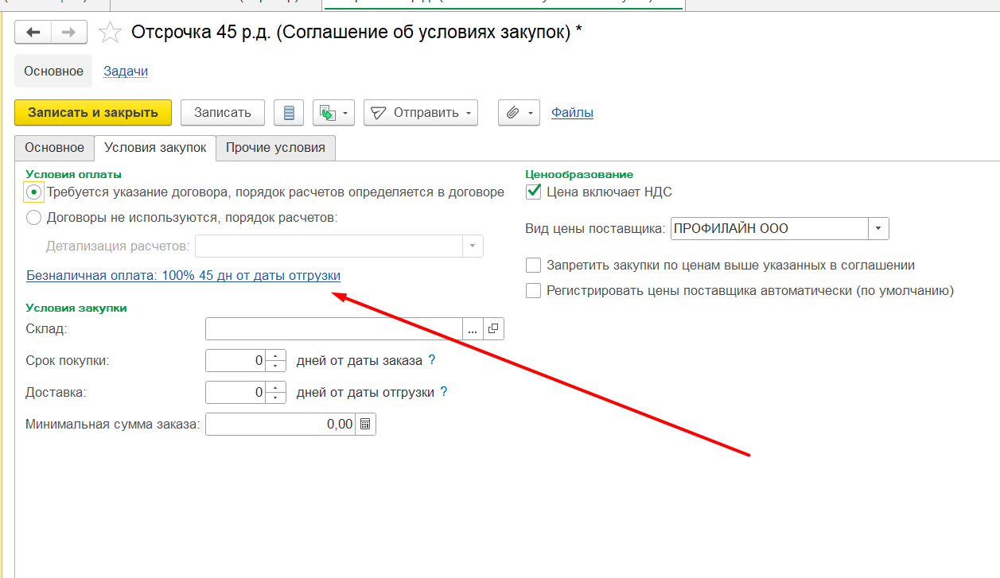 Отсрочка 45 р.д. (Соглашение об условиях закупок) *
Основное Задачи
Записать и закрыть Записать Отправить Файлы
Основное Условия закупок Прочие условия
Условия оплаты
Требуется указание договора, порядок расчетов определяется в договоре
Договоры не используются, порядок расчетов:
Детализация расчетов:
Безналичная оплата: 100% 45 дн от даты отгрузки
Условия закупки
Склад: ...
Срок покупки: 0 дней от даты заказа ?
Доставка: 0 дней от даты отгрузки ?
Минимальная сумма заказа: 0,00
Ценообразование
Цена включает НДС
Вид цены поставщика: ПРОФИЛАЙН ООО
Запретить закупки по ценам выше указанных в соглашении
Регистрировать цены поставщика автоматически (по умолчанию)